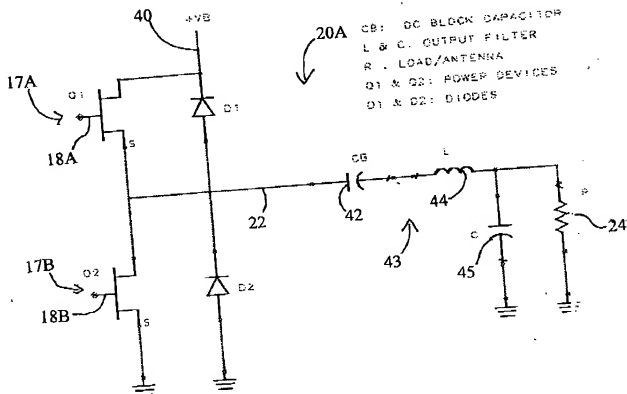 40
+VB
20A
CB: DC BLOCK CAPACITOR
L & C. OUTPUT FILTER
R . LOAD/ANTENNA
Q1 & Q2: POWER DEVICES
D1 & D2: DIODES
17A
Q1
D1
18A
S
CB
L
22
42
44
R
24
43
C
45
17B
Q2
D2
18B
S